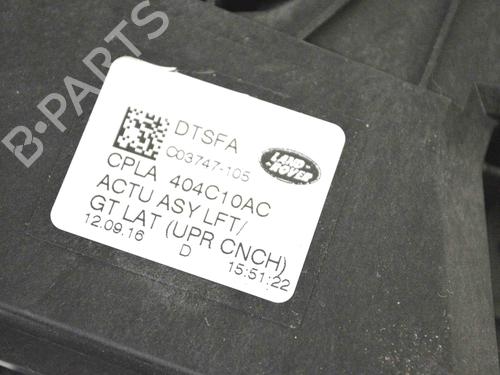 B-PARTS
DTSFA
C03747-105
LAND
ROVER
CPLA 404C10AC
ACTU ASY LFT/
GT LAT (UPR CNCH)
12.09.16 D 15:51:22